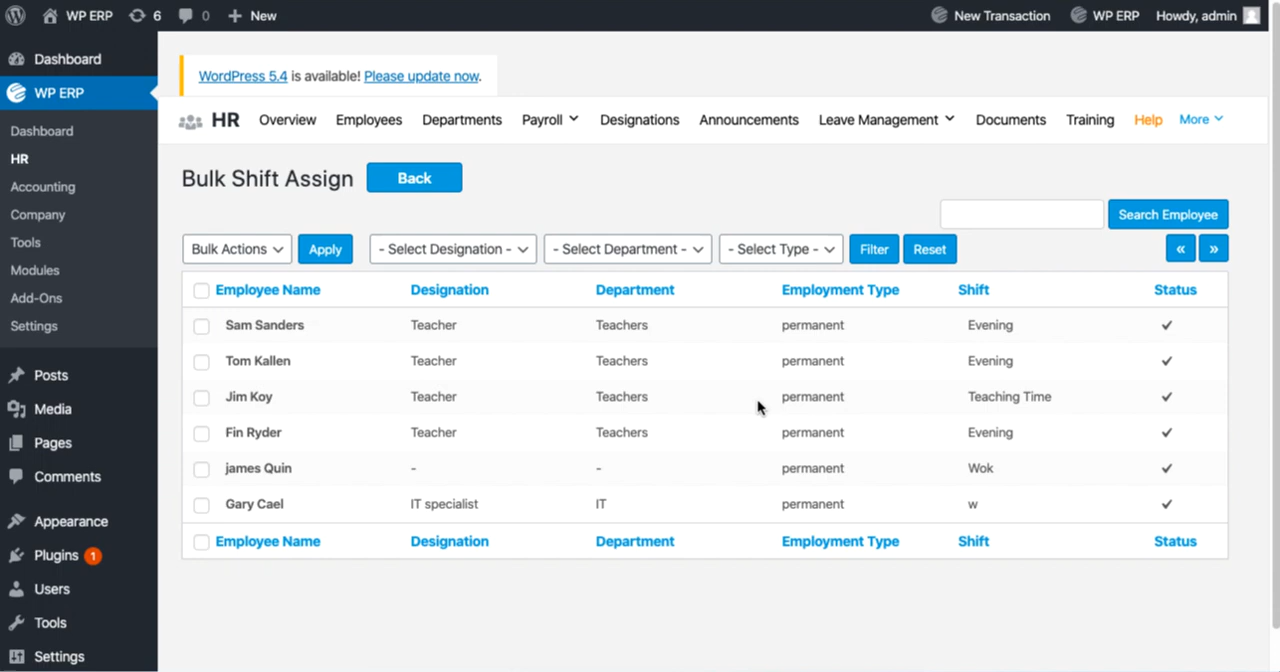 WP ERP 6 0 New New Transaction WP ERP Howdy, admin
Dashboard
WP ERP
Dashboard
HR
Accounting
Company
Tools
Modules
Add-Ons
Settings
Posts
Media
Pages
Comments
Appearance
Plugins 1
Users
Tools
Settings
WordPress 5.4 is available! Please update now.
HR Overview Employees Departments Payroll Designations Announcements Leave Management Documents Training Help More
Bulk Shift Assign Back
Search Employee
Bulk Actions Apply - Select Designation - - Select Department - - Select Type - Filter Reset « »
Employee Name Designation Department Employment Type Shift Status
Sam Sanders Teacher Teachers permanent Evening ✓
Tom Kallen Teacher Teachers permanent Evening ✓
Jim Koy Teacher Teachers permanent Teaching Time ✓
Fin Ryder Teacher Teachers permanent Evening ✓
james Quin - - permanent Wok ✓
Gary Cael IT specialist IT permanent w ✓
Employee Name Designation Department Employment Type Shift Status